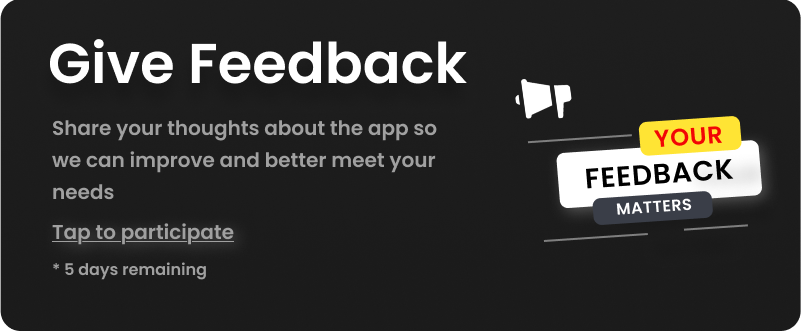 Give Feedback
Share your thoughts about the app so
we can improve and better meet your
needs
Tap to participate
* 5 days remaining
YOUR
FEEDBACK
MATTERS